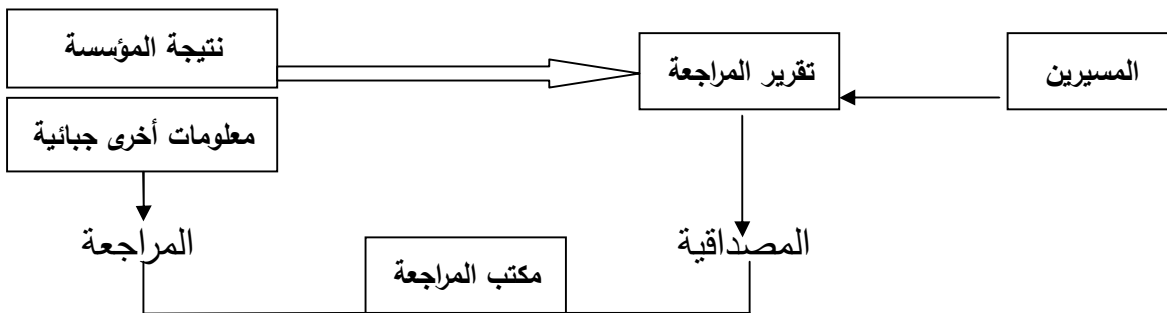 المسيرين
تقرير المراجعة
نتيجة المؤسسة
معلومات أخرى جبائية
المصداقية
المراجعة
مكتب المراجعة